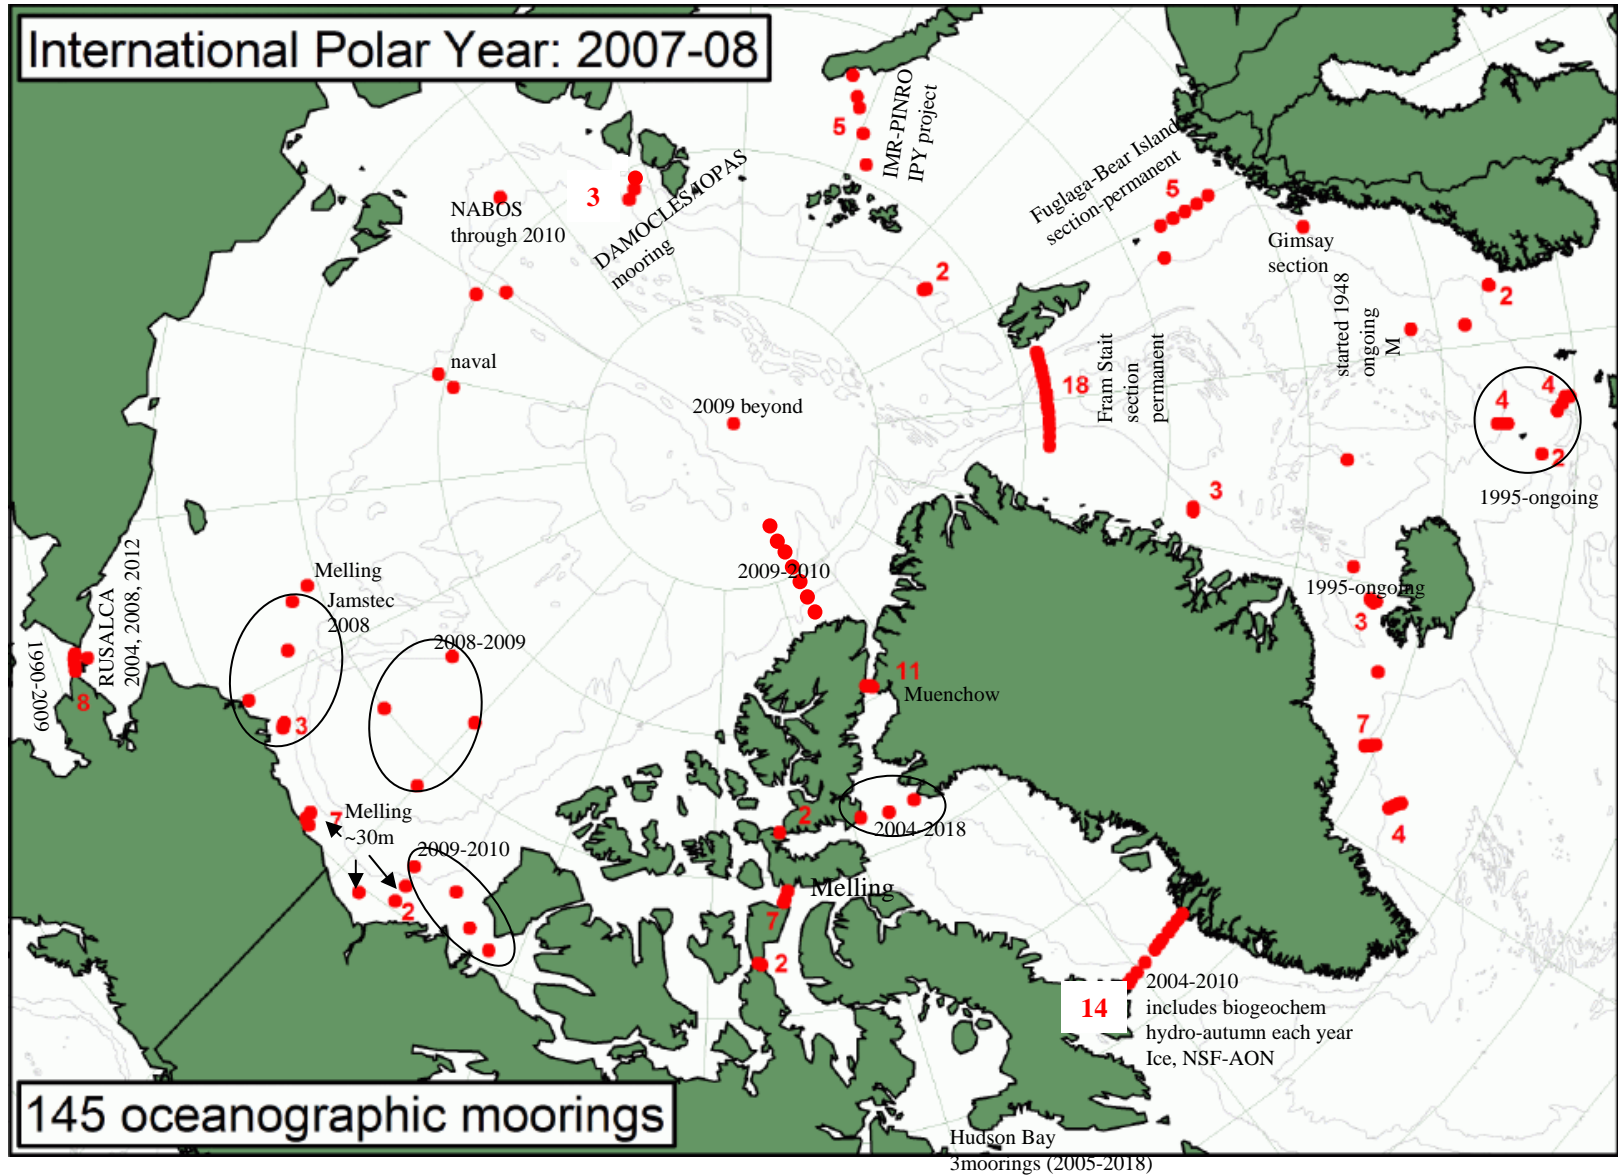 International Polar Year: 2007-08
IMR-PINRO
IPY project
5
Fuglaga-Bear Island
section-permanent
5
3
NABOS
through 2010
DAMOCLES/IOPAS
mooring
Gimsay
section
2
2
started 1948
ongoing
M
naval
18
Fram Stait
section
permanent
4
4
2
1995-ongoing
2009 beyond
3
2009-2010
1995-ongoing
3
Melling
Jamstec
2008
RUSALCA
2004, 2008, 2012
1990-2009
8
3
2008-2009
11
Muenchow
7
4
7
Melling
~30m
2
2004-2018
2009-2010
2
Melling
7
2
14
2004-2010
includes biogeochem
hydro-autumn each year
Ice, NSF-AON
145 oceanographic moorings
Hudson Bay
3moorings (2005-2018)